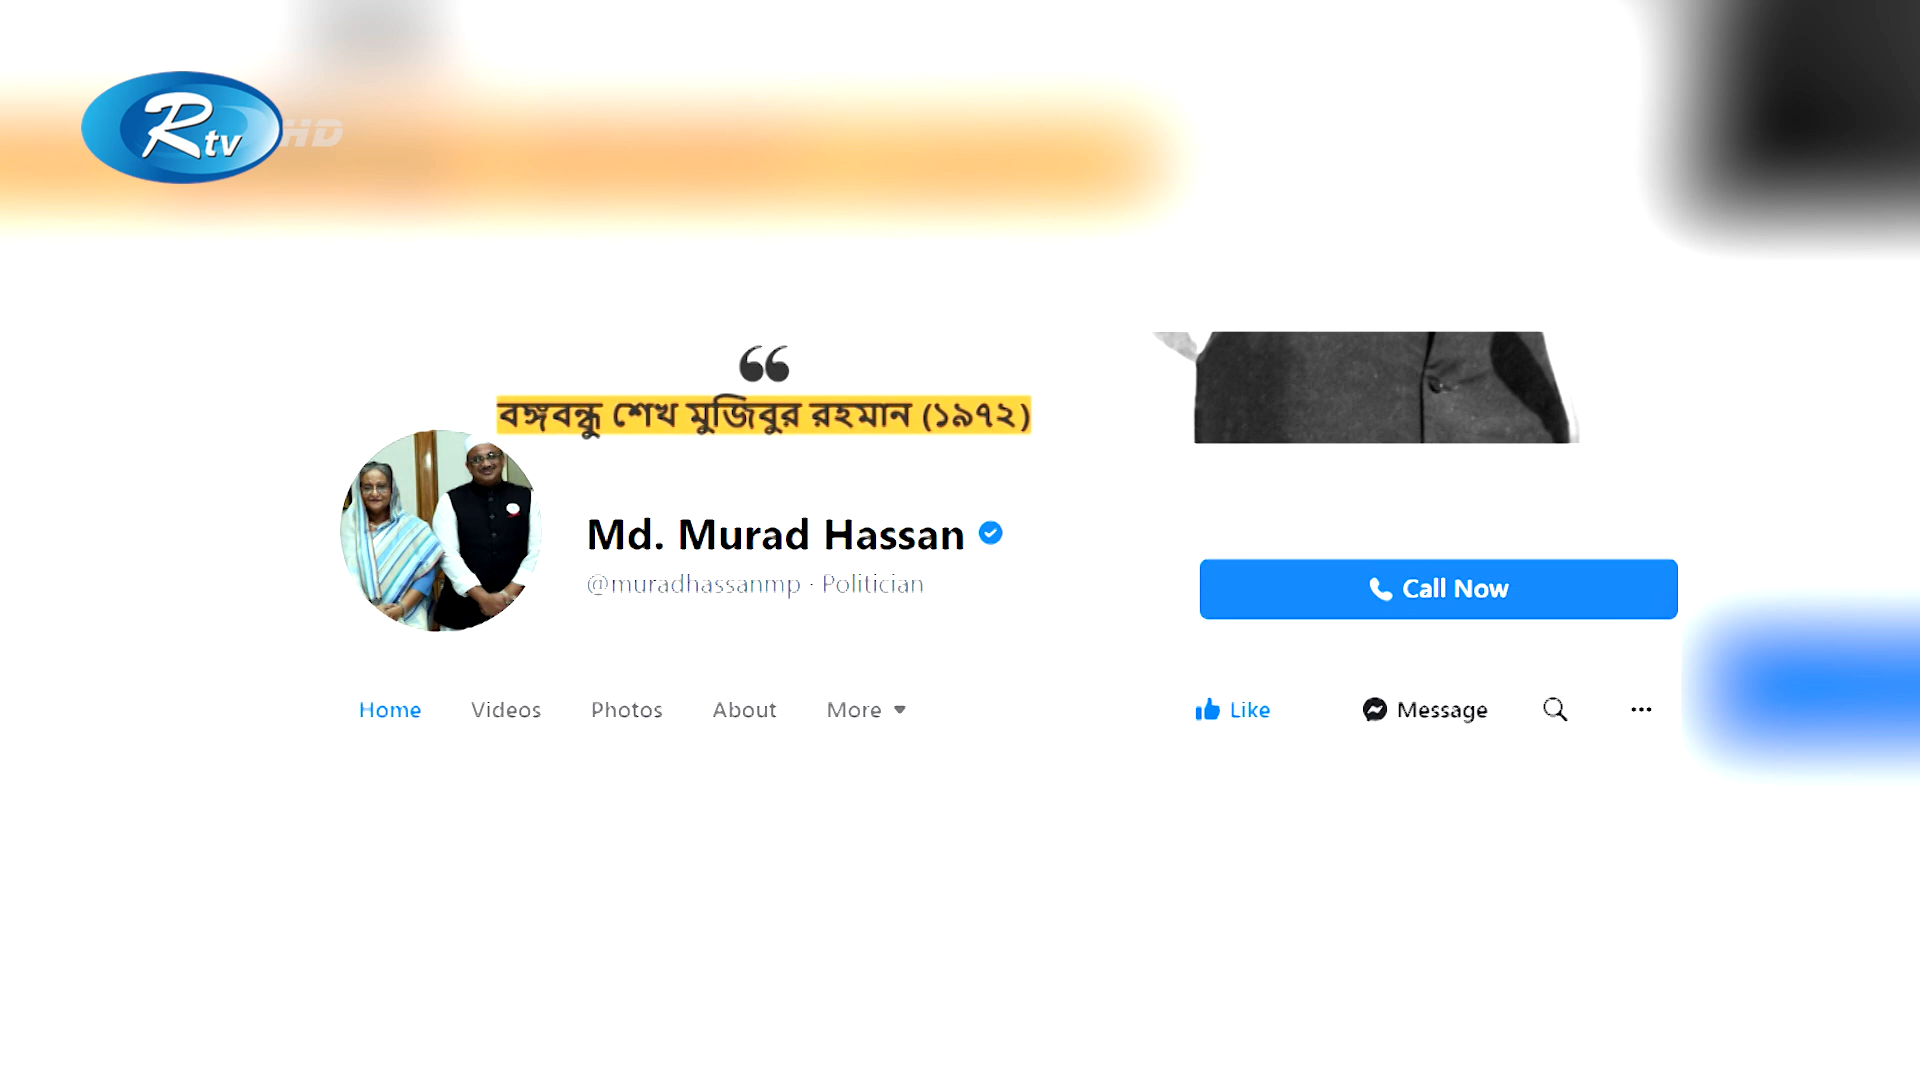 Rtv HD
“
বঙ্গবন্ধু শেখ মুজিবুর রহমান (১৯৭২)
Md. Murad Hassan
@muradhassanmp · Politician
Call Now
Home Videos Photos About More
Like Message ...